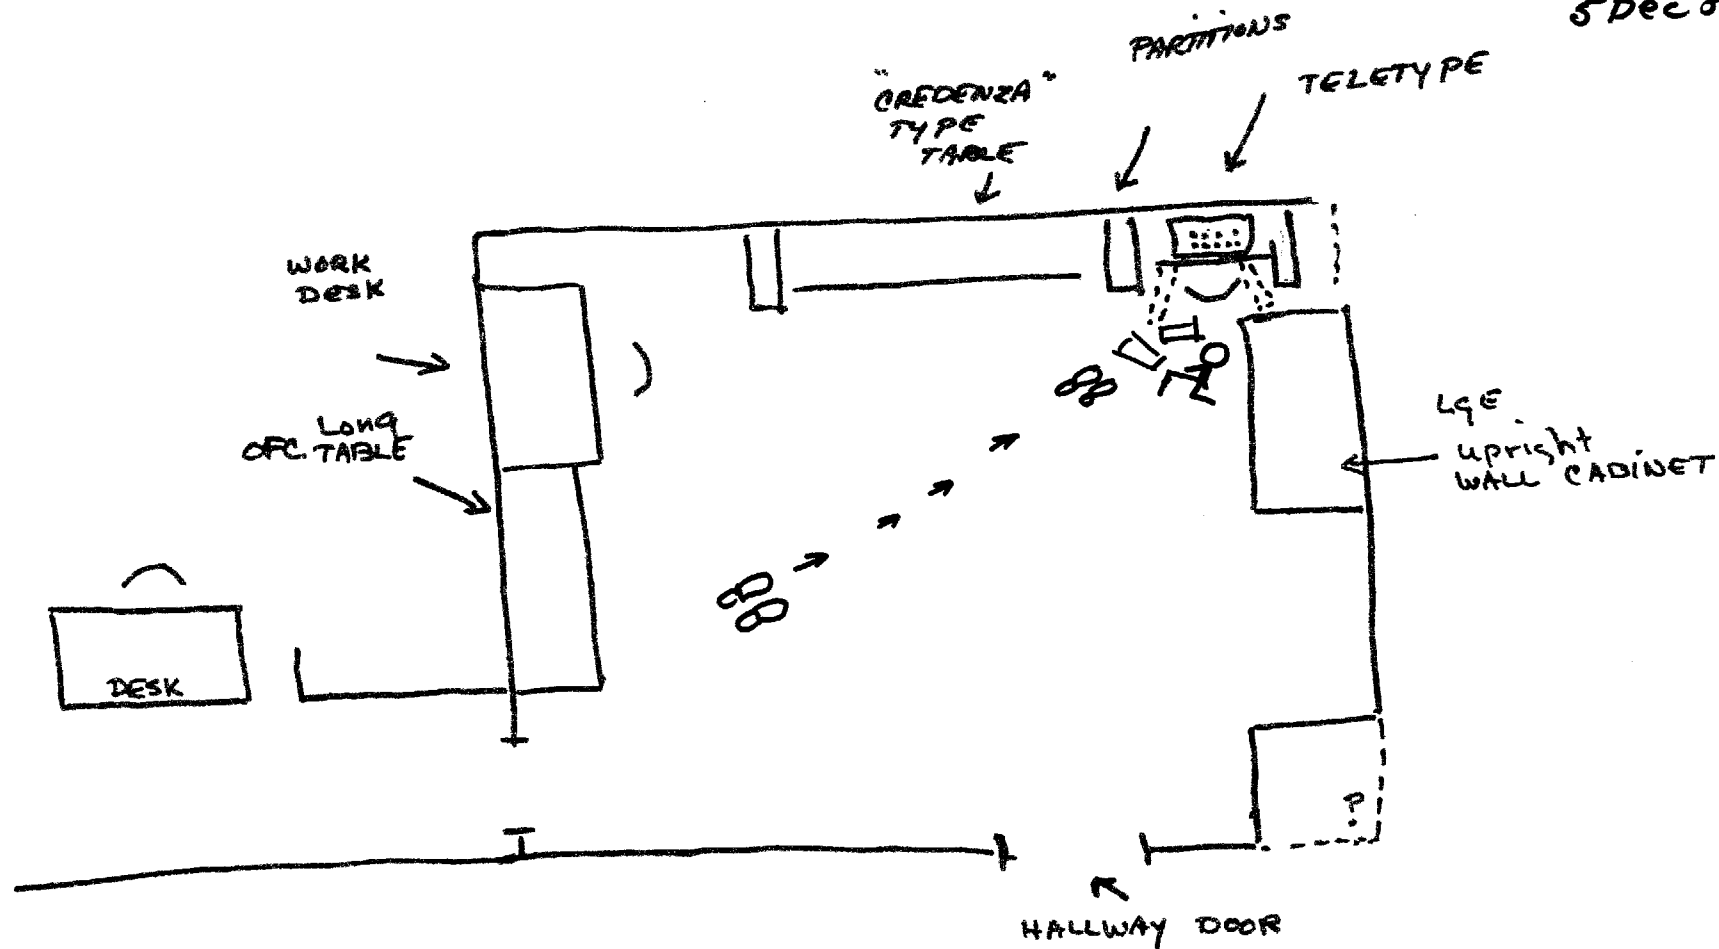 5 Dec 8
PARTITIONS
TELETYPE
"CREDENZA"
TYPE
TABLE
WORK
DESK
LONG
OFC. TABLE
LGE.
upright
WALL CABINET
DESK
?
HALLWAY DOOR